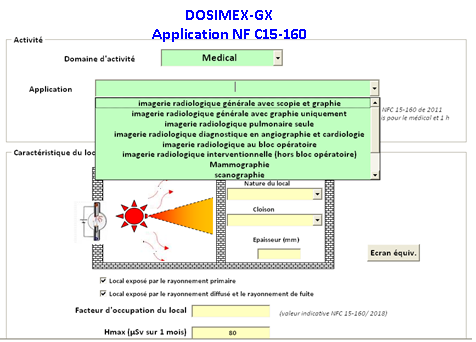 DOSIMEX-GX
Application NF C15-160
Activité
Domaine d'activité
Medical
Application
NFC 15-160 de 2011
is pour le médical et 1 h
imagerie radiologique générale avec scopie et graphie
imagerie radiologique générale avec graphie uniquement
imagerie radiologique pulmonaire seule
imagerie radiologique diagnostique en angiographie et cardiologie
imagerie radiologique au bloc opératoire
imagerie radiologique interventionnelle (hors bloc opératoire)
Mammographie
scanographie
Caractéristique du loc
Nature du local
Cloison
Epaisseur (mm)
Ecran équiv.
Local exposé par le rayonnement primaire
Local exposé par le rayonnement diffusé et le rayonnement de fuite
Facteur d'occupation du local
(valeur indicative NFC 15-160/ 2018)
Hmax (µSv sur 1 mois)
80